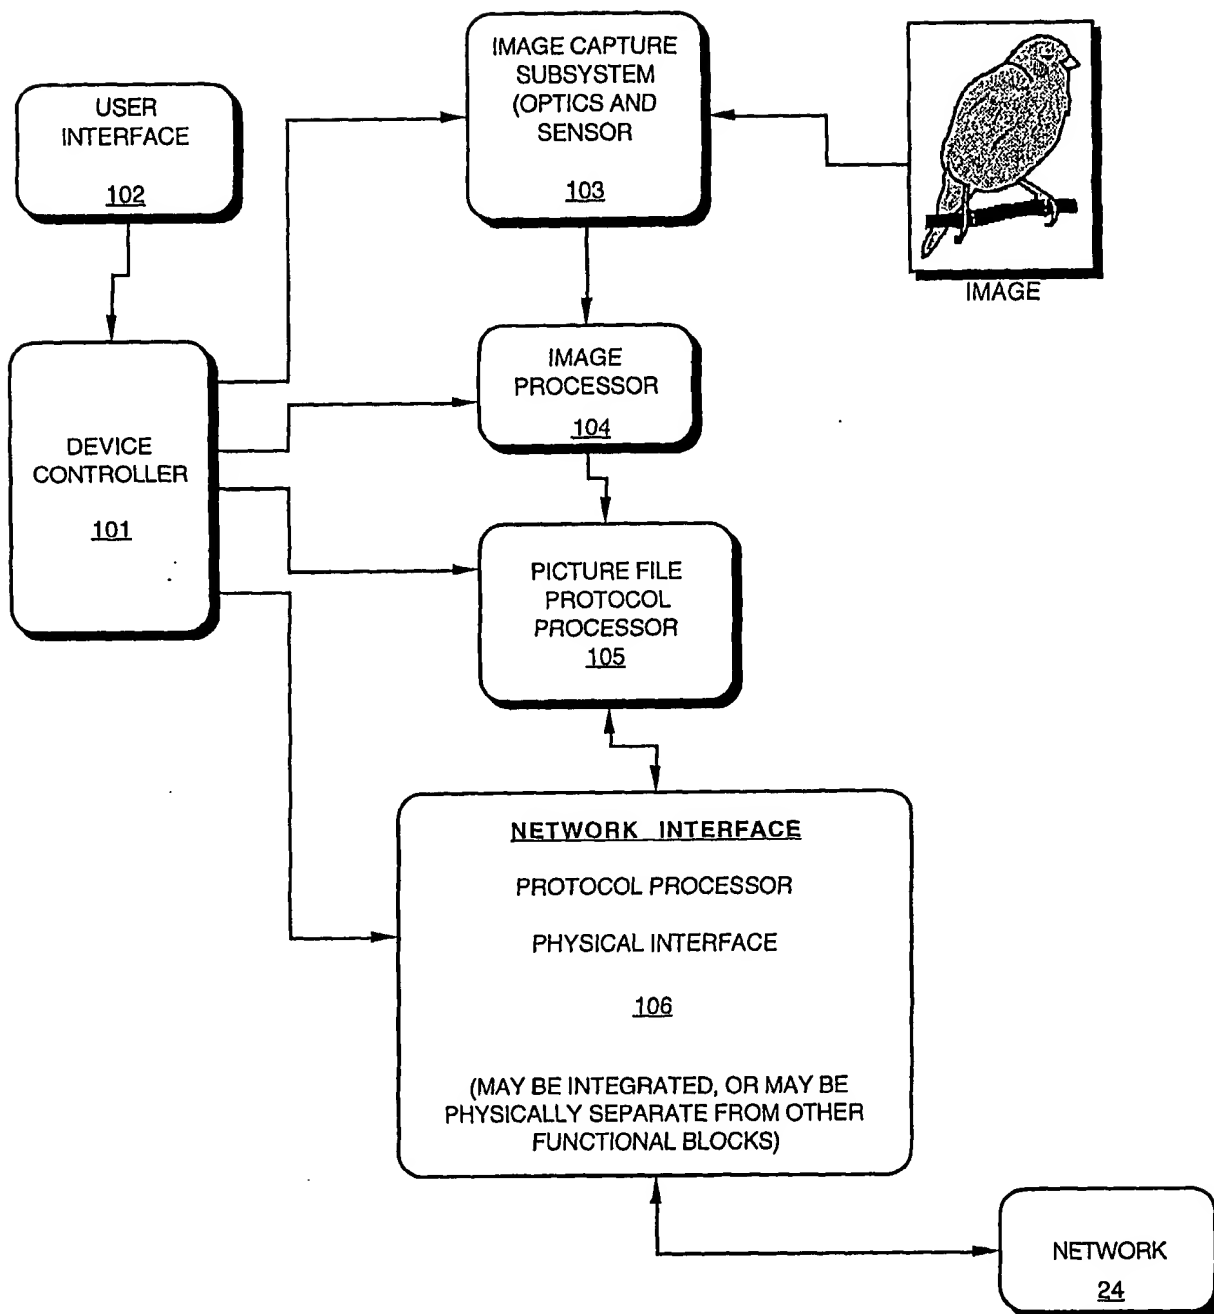 IMAGE CAPTURE
SUBSYSTEM
(OPTICS AND
SENSOR
103
USER
INTERFACE
102
IMAGE
IMAGE
PROCESSOR
104
DEVICE
CONTROLLER
101
PICTURE FILE
PROTOCOL
PROCESSOR
105
NETWORK INTERFACE
PROTOCOL PROCESSOR
PHYSICAL INTERFACE
106
(MAY BE INTEGRATED, OR MAY BE
PHYSICALLY SEPARATE FROM OTHER
FUNCTIONAL BLOCKS)
NETWORK
24